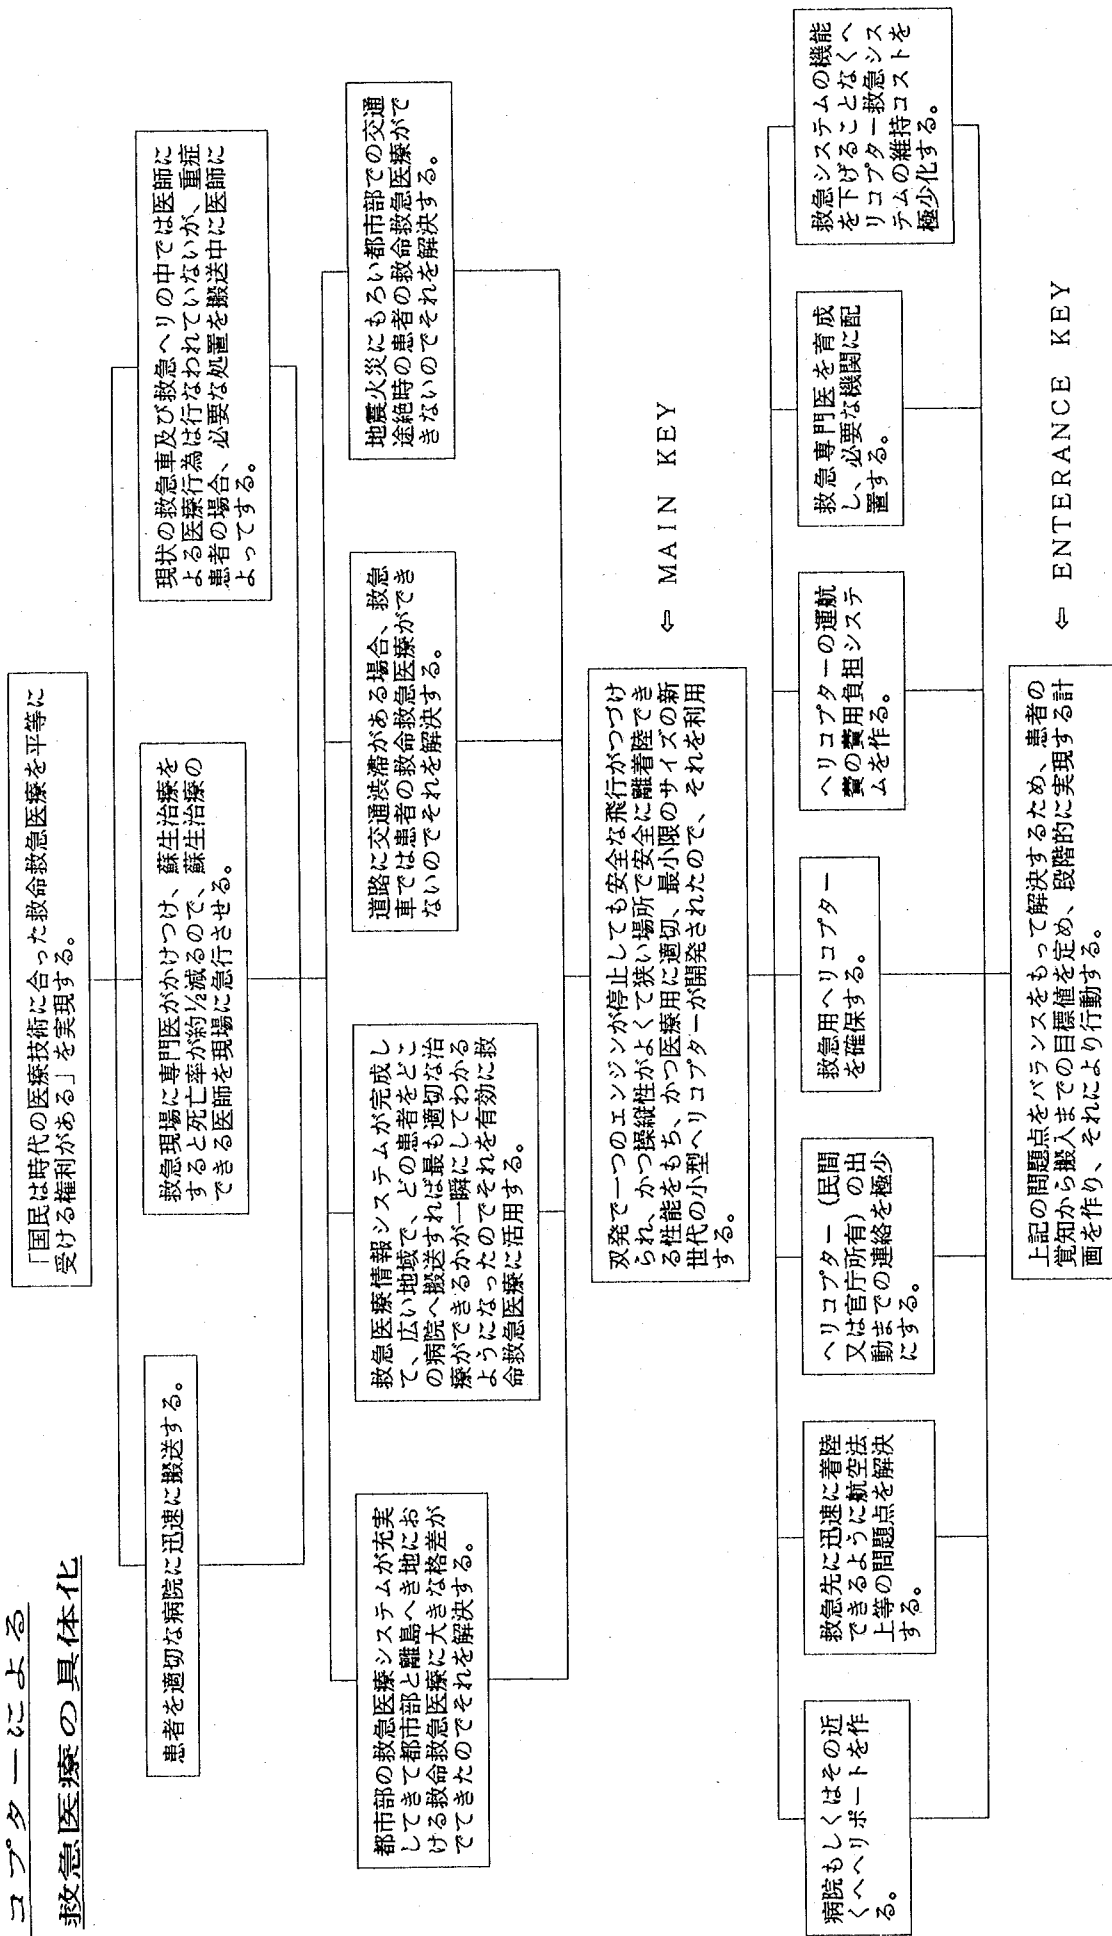 コプターによる
救急医療の具体化
「国民は時代の医療技術に合った救命救急医療を平等に
受ける権利がある」を実現する。
患者を適切な病院に迅速に搬送する。
救急現場に専門医がかけつけ、蘇生治療を
すると死亡率が約½減るので、蘇生治療の
できる医師を現場に急行させる。
現状の救急車及び救急ヘリの中では医師に
よる医療行為は行なわれていないが、重症
患者の場合、必要な処置を搬送中に医師に
よってする。
都市部の救急医療システムが充実
してきて都市部と離島へき地にお
ける救命救急医療に大きな格差が
でてきたのでそれを解決する。
救急医療情報システムが完成し
て、広い地域で、どの患者をどこ
の病院へ搬送すれば最も適切な治
療ができるかが一瞬にしてわかる
ようになったのでそれを有効に救
命救急医療に活用する。
道路に交通渋滞がある場合、救急
車では患者の救命救急医療ができ
ないのでそれを解決する。
地震火災にもろい都市部での交通
途絶時の患者の救命救急医療がで
きないのでそれを解決する。
双発で一つのエンジンが停止しても安全な飛行がつづけ
られ、かつ操縦性がよくて狭い場所で安全に離着陸でき
る性能をもち、かつ医療用に適切、最小限のサイズの新
世代の小型ヘリコプターが開発されたので、それを利用
する。
⇦ MAIN KEY
病院もしくはその近
くへヘリポートを作
る。
救急先に迅速に着陸
できるように航空法
上等の問題点を解決
する。
ヘリコプター(民間
又は官庁所有)の出
動までの連絡を極少
にする。
救急用ヘリコプター
を確保する。
ヘリコプターの運航
費の費用負担システ
ムを作る。
救急専門医を育成
し、必要な機関に配
置する。
救急システムの機能
を下げることなくヘ
リコプター救急シス
テムの維持コストを
極少化する。
上記の問題点をバランスをもって解決するため、患者の
覚知から搬入までの目標値を定め、段階的に実現する計
画を作り、それにより行動する。
⇦ ENTERANCE KEY